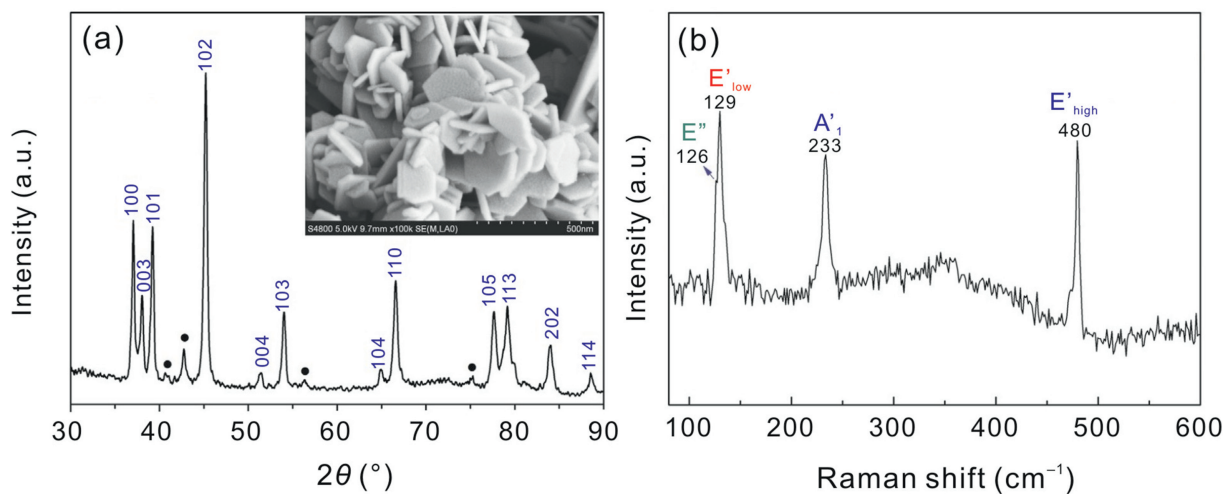 (a)
102
100
003
101
004
103
104
110
105
113
202
114
S4800 5.0kV 9.7mm x100k SE(M,LA0)
500nm
Intensity (a.u.)
30 40 50 60 70 80 90
2θ (°)
(b)
E'low
129
E"
126
A'1
233
E'high
480
Intensity (a.u.)
100 200 300 400 500 600
Raman shift (cm⁻¹)